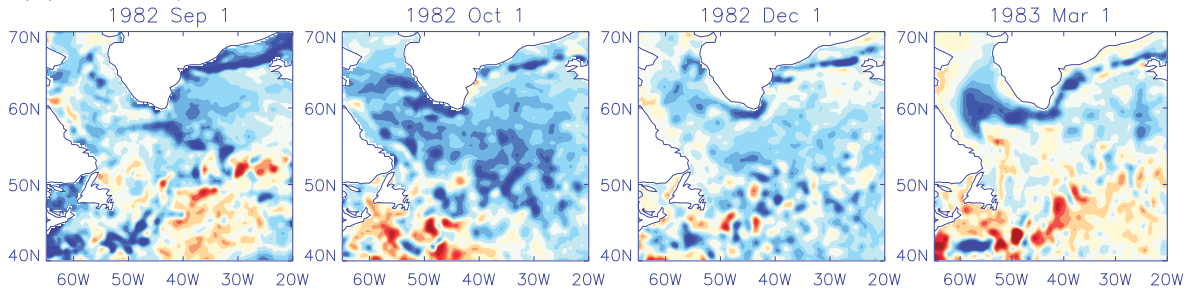 1982 Sep 1 1982 Oct 1 1982 Dec 1 1983 Mar 1
70N 70N 70N 70N
60N 60N 60N 60N
50N 50N 50N 50N
40N 40N 40N 40N
60W 50W 40W 30W 20W 60W 50W 40W 30W 20W 60W 50W 40W 30W 20W 60W 50W 40W 30W 20W